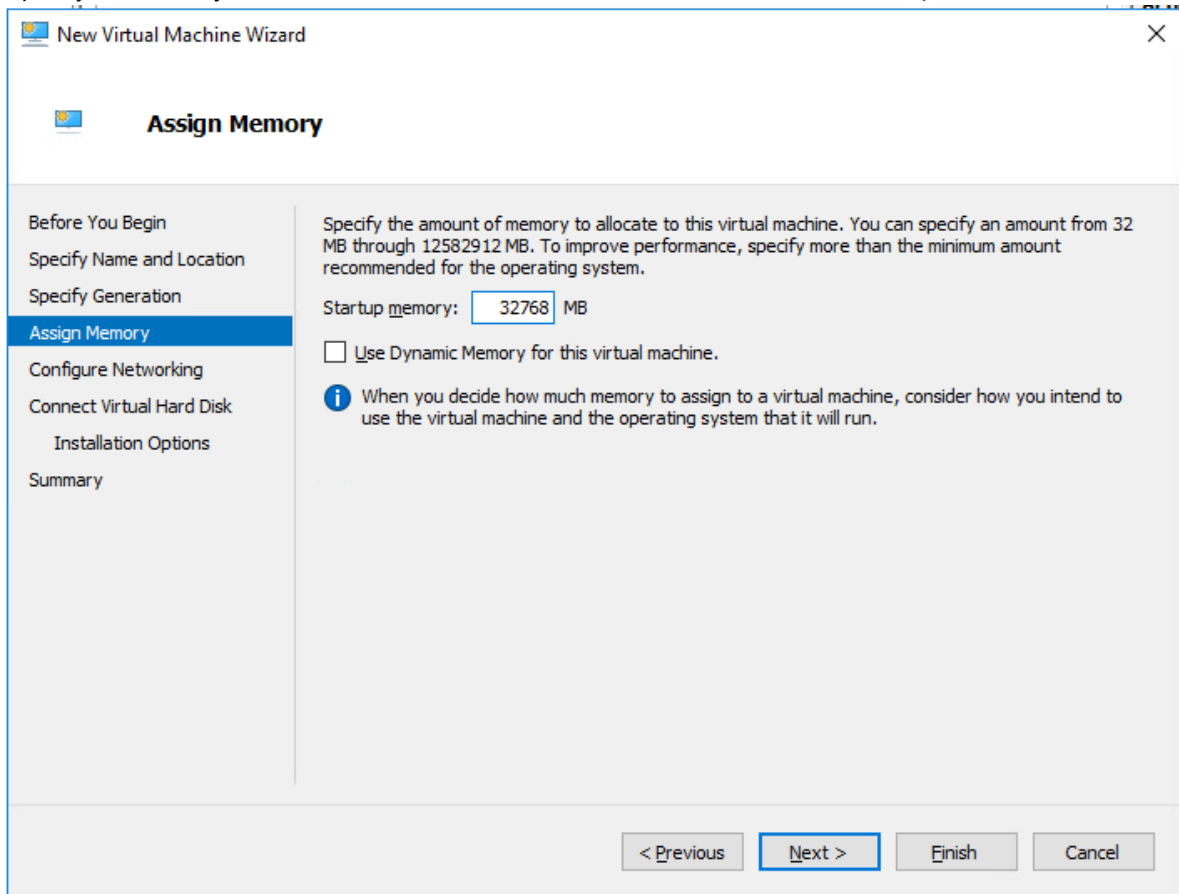 New Virtual Machine Wizard
Assign Memory
Before You Begin
Specify Name and Location
Specify Generation
Assign Memory
Configure Networking
Connect Virtual Hard Disk
Installation Options
Summary
Specify the amount of memory to allocate to this virtual machine. You can specify an amount from 32
MB through 12582912 MB. To improve performance, specify more than the minimum amount
recommended for the operating system.
Startup memory: 32768 MB
Use Dynamic Memory for this virtual machine.
When you decide how much memory to assign to a virtual machine, consider how you intend to
use the virtual machine and the operating system that it will run.
< Previous Next > Finish Cancel